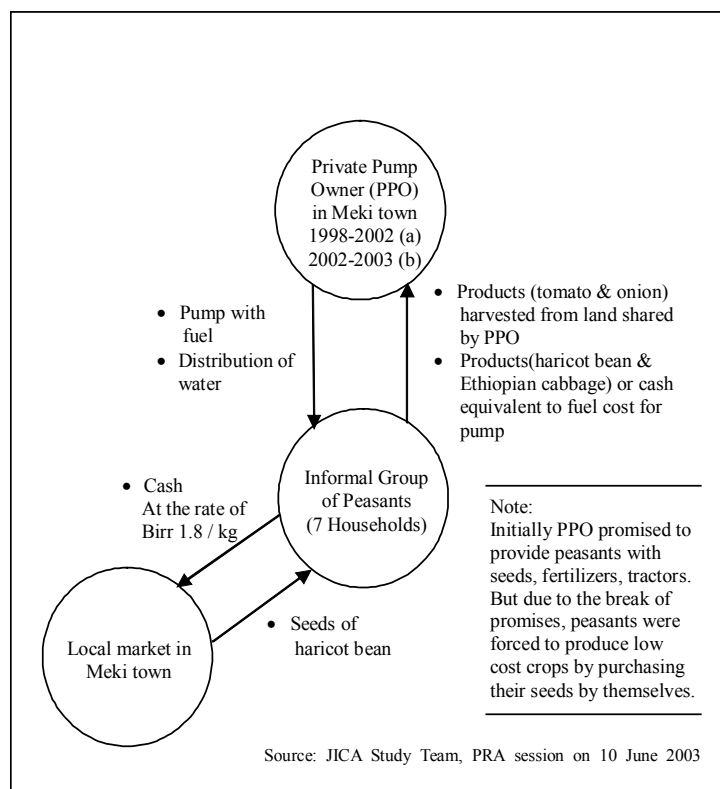 Private Pump
Owner (PPO)
in Meki town
1998-2002 (a)
2002-2003 (b)
• Pump with
fuel
• Distribution of
water
• Products (tomato & onion)
harvested from land shared
by PPO
• Products(haricot bean &
Ethiopian cabbage) or cash
equivalent to fuel cost for
pump
• Cash
At the rate of
Birr 1.8 / kg
Informal Group
of Peasants
(7 Households)
Note:
Initially PPO promised to
provide peasants with
seeds, fertilizers, tractors.
But due to the break of
promises, peasants were
forced to produce low
cost crops by purchasing
their seeds by themselves.
• Seeds of
haricot bean
Local market in
Meki town
Source: JICA Study Team, PRA session on 10 June 2003